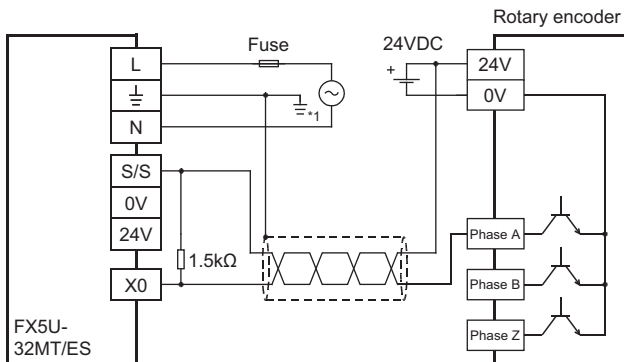 Rotary encoder
Fuse
24VDC
+
L
N
*1
24V
0V
S/S
0V
24V
X0
1.5kΩ
Phase A
Phase B
Phase Z
FX5U-
32MT/ES